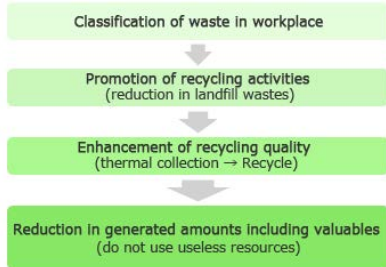 Classification of waste in workplace
Promotion of recycling activities
(reduction in landfill wastes)
Enhancement of recycling quality
(thermal collection → Recycle)
Reduction in generated amounts including valuables
(do not use useless resources)